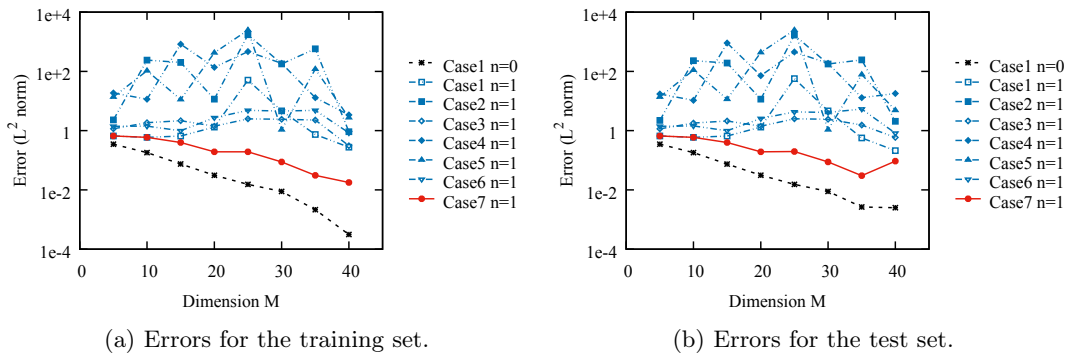 1e+4
1e+2
1
1e-2
1e-4
Error (L² norm)
0
10
20
30
40
Dimension M
Case1 n=0
Case1 n=1
Case2 n=1
Case3 n=1
Case4 n=1
Case5 n=1
Case6 n=1
Case7 n=1
(a) Errors for the training set.
1e+4
1e+2
1
1e-2
1e-4
Error (L² norm)
0
10
20
30
40
Dimension M
Case1 n=0
Case1 n=1
Case2 n=1
Case3 n=1
Case4 n=1
Case5 n=1
Case6 n=1
Case7 n=1
(b) Errors for the test set.